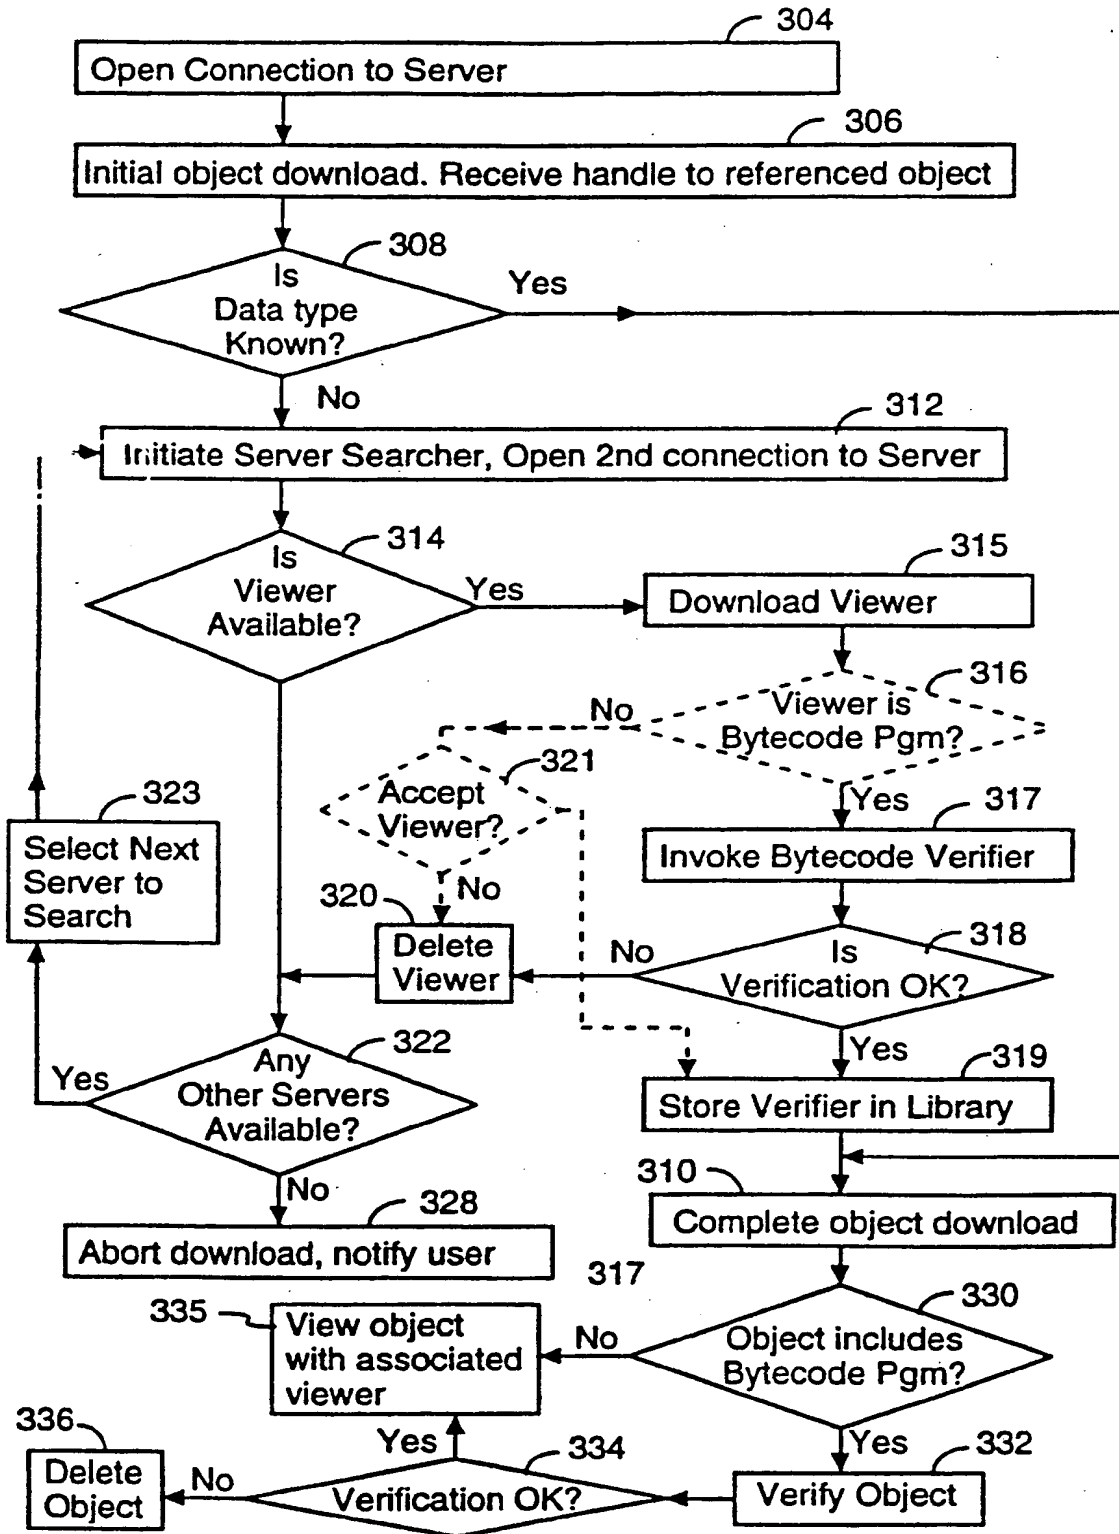 304
Open Connection to Server
306
Initial object download. Receive handle to referenced object
308
Is
Data type
Known?
Yes
No
312
Initiate Server Searcher, Open 2nd connection to Server
314
Is
Viewer
Available?
Yes
315
Download Viewer
316
Viewer is
Bytecode Pgm?
No
Yes
321
Accept
Viewer?
No
323
Select Next
Server to
Search
317
Invoke Bytecode Verifier
320
Delete
Viewer
No
318
Is
Verification OK?
Yes
322
Any
Other Servers
Available?
Yes
No
319
Store Verifier in Library
310
Complete object download
328
Abort download, notify user
317
330
Object includes
Bytecode Pgm?
No
Yes
335
View object
with associated
viewer
332
Verify Object
334
Verification OK?
Yes
No
336
Delete
Object